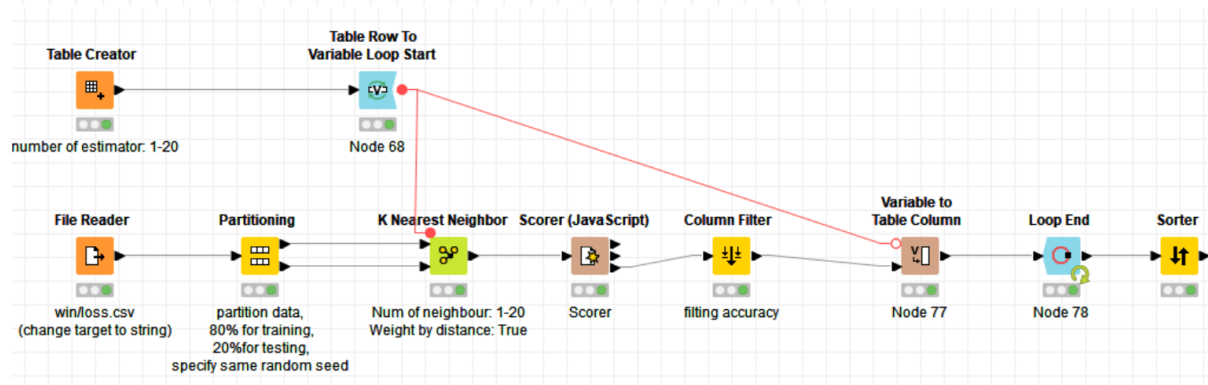 Table Creator
number of estimator: 1-20
Table Row To
Variable Loop Start
Node 68
File Reader
win/loss.csv
(change target to string)
Partitioning
partition data,
80% for training,
20%for testing,
specify same random seed
K Nearest Neighbor
Num of neighbour: 1-20
Weight by distance: True
Scorer (JavaScript)
Scorer
Column Filter
filting accuracy
Variable to
Table Column
Node 77
Loop End
Node 78
Sorter